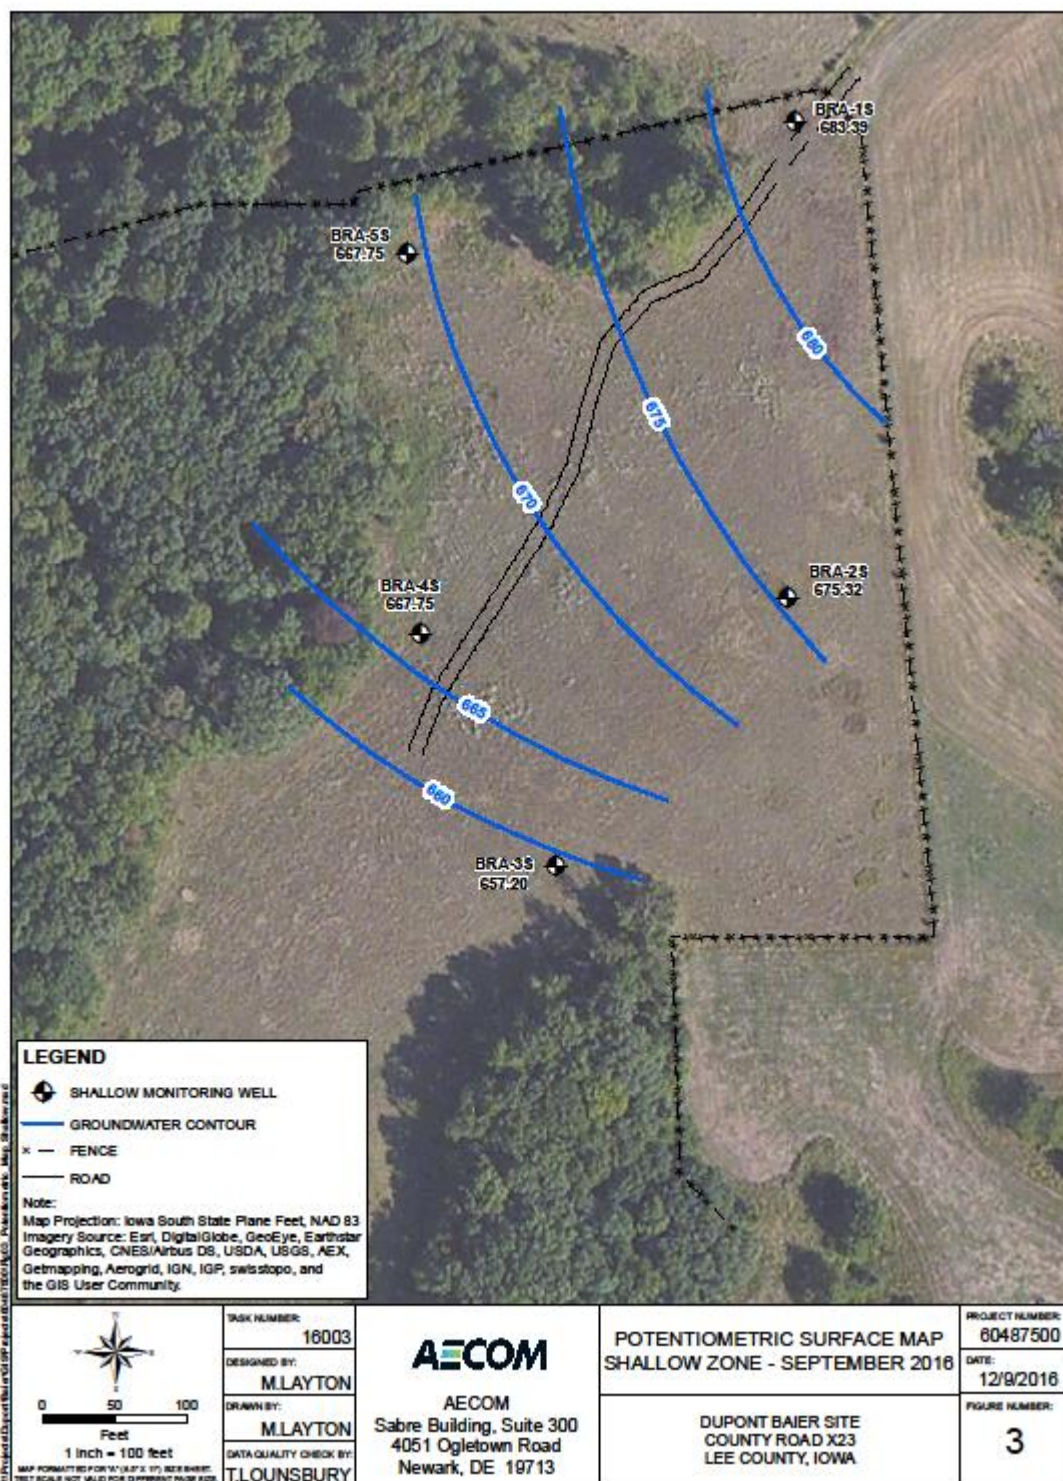 BRA-1S
683.39
BRA-5S
667.75
680
675
670
BRA-4S
667.75
BRA-2S
675.32
665
660
BRA-3S
657.20
LEGEND
SHALLOW MONITORING WELL
GROUNDWATER CONTOUR
FENCE
ROAD
Note:
Map Projection: Iowa South State Plane Feet, NAD 83
Imagery Source: Esri, DigitalGlobe, GeoEye, Earthstar
Geographics, CNES/Airbus DS, USDA, USGS, AEX,
Getmapping, Aerogrid, IGN, IGP, swisstopo, and
the GIS User Community.
0 50 100
Feet
1 inch = 100 feet
TASK NUMBER:
16003
DESIGNED BY:
M.LAYTON
DRAWN BY:
M.LAYTON
DATA QUALITY CHECK BY:
T.LOUNSBURY
AECOM
AECOM
Sabre Building, Suite 300
4051 Ogletown Road
Newark, DE 19713
POTENTIOMETRIC SURFACE MAP
SHALLOW ZONE - SEPTEMBER 2016
DUPONT BAIER SITE
COUNTY ROAD X23
LEE COUNTY, IOWA
PROJECT NUMBER:
60487500
DATE:
12/9/2016
FIGURE NUMBER:
3